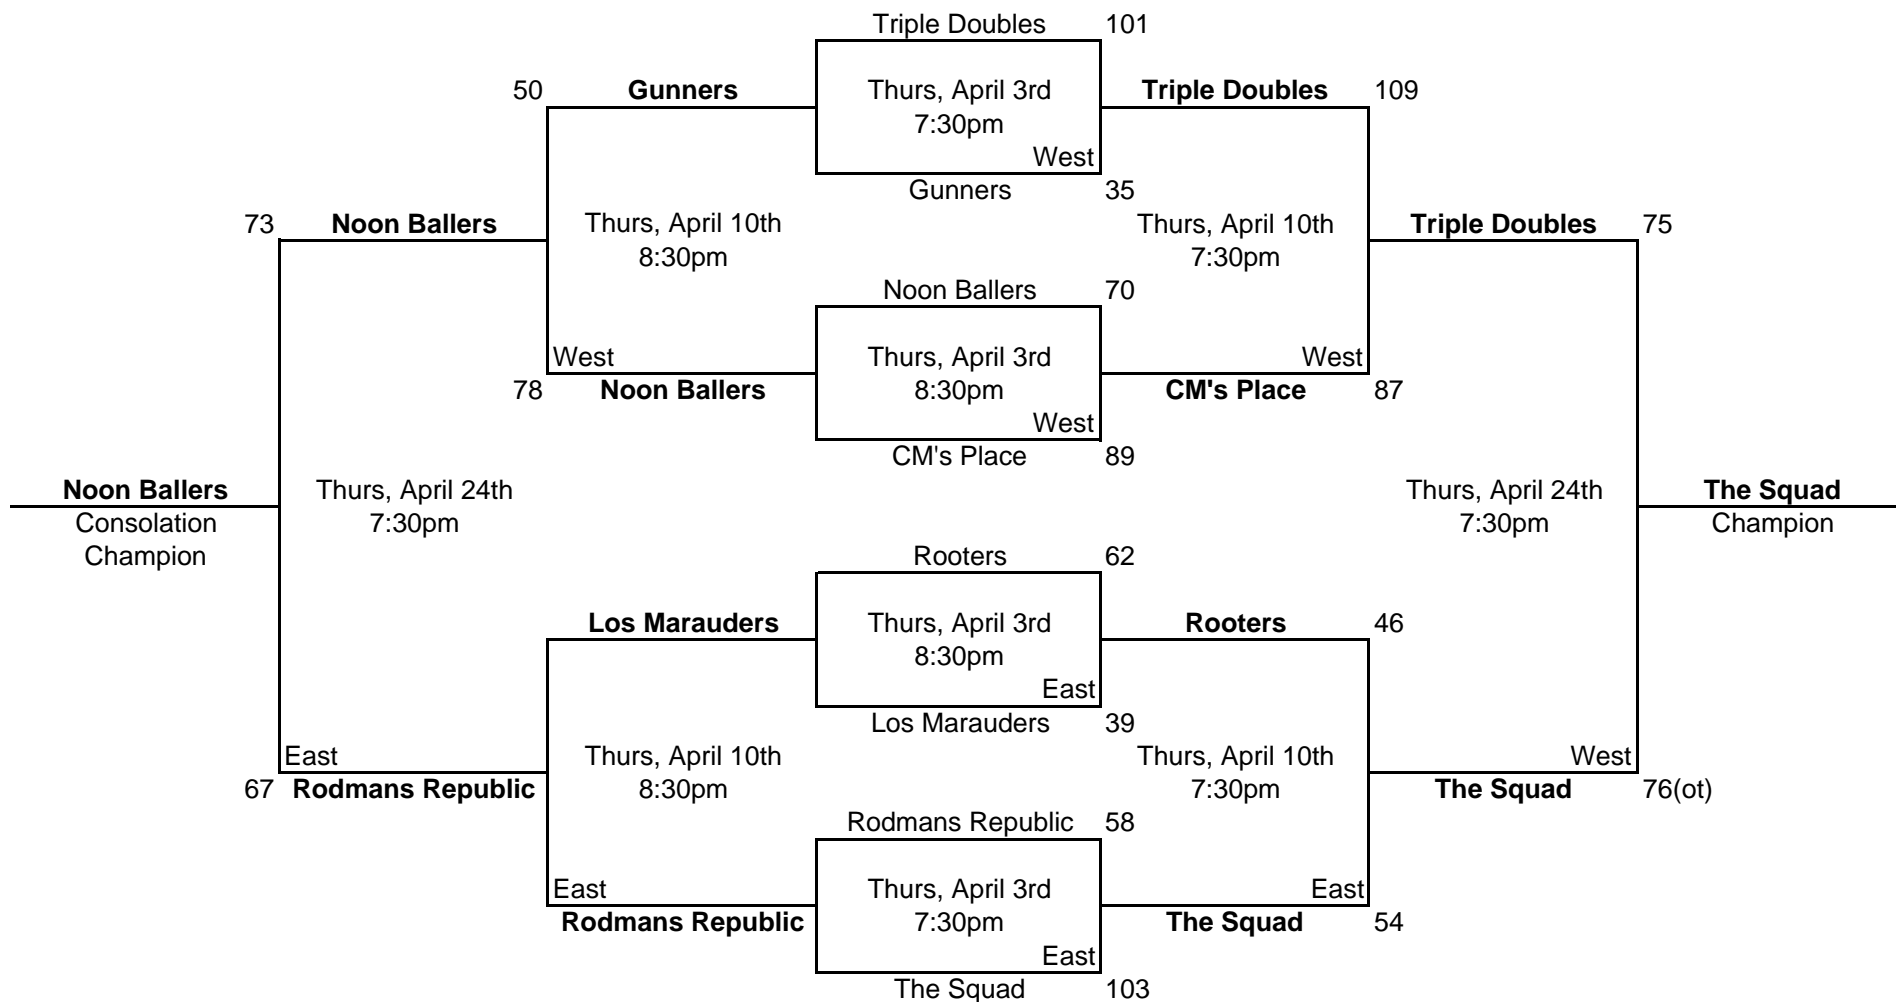 Triple Doubles 101
50 Gunners Thurs, April 3rd Triple Doubles 109
7:30pm
West
Gunners 35
73 Noon Ballers Thurs, April 10th Thurs, April 10th Triple Doubles 75
8:30pm 7:30pm
Noon Ballers 70
West Thurs, April 3rd West
78 Noon Ballers 8:30pm CM's Place 87
West
CM's Place 89
Noon Ballers Thurs, April 24th Thurs, April 24th The Squad
Consolation 7:30pm 7:30pm Champion
Champion Rooters 62
Los Marauders Thurs, April 3rd Rooters 46
8:30pm
East
Los Marauders 39
East Thurs, April 10th Thurs, April 10th West
67 Rodmans Republic 8:30pm 7:30pm The Squad 76(ot)
Rodmans Republic 58
East Thurs, April 3rd East
Rodmans Republic 7:30pm The Squad 54
East
The Squad 103